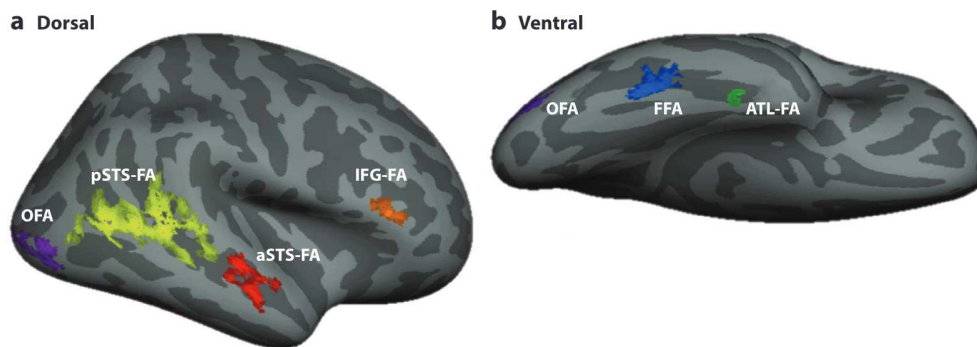 a Dorsal
pSTS-FA
IFG-FA
OFA
aSTS-FA
b Ventral
OFA
FFA
ATL-FA